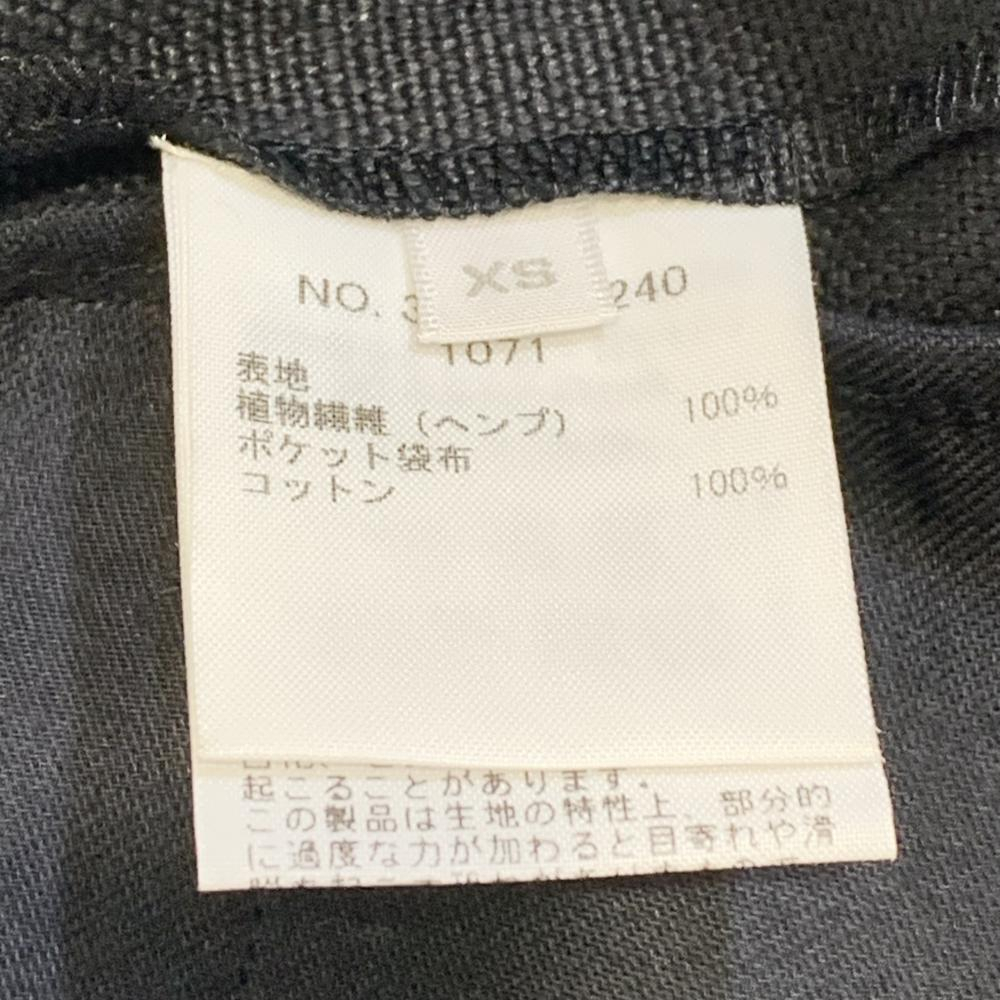 XS
NO. 3 240
1071
表地
植物繊維（ヘンプ） 100%
ポケット袋布
コットン 100%
起こることがあります。
この製品は生地の特性上、部分的
に過度な力が加わると目寄れや滑